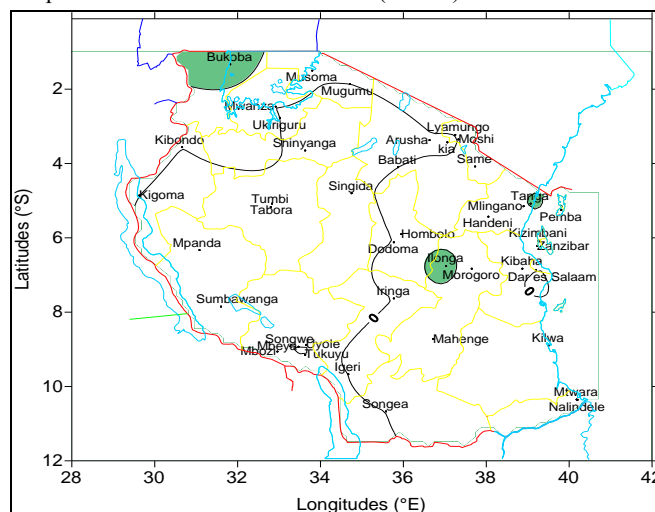 Bukoba
Musoma
2
Mugumu
Mwanza
Ukiriguru
Lyamungo
Kibondo
Shinyanga
Arusha
Moshi
kia
4
Babati
Same
Kigoma
Singida
Tanga
Mlingano
Tumbi
Tabora
Pemba
Handeni
Hombolo
Kizimbani
6
Mpanda
Dodoma
Zanzibar
Ilonga
Kibaha
Morogoro
Dar es Salaam
Sumbawanga
Iringa
0
8
0
Songwe
Mahenge
Kilwa
Mbozi
Mbeya
Uyole
Tukuyu
Igeri
10
Mtwara
Songea
Nalindele
12
28 30 32 34 36 38 40 42
Latitudes (°S)
Longitudes (°E)